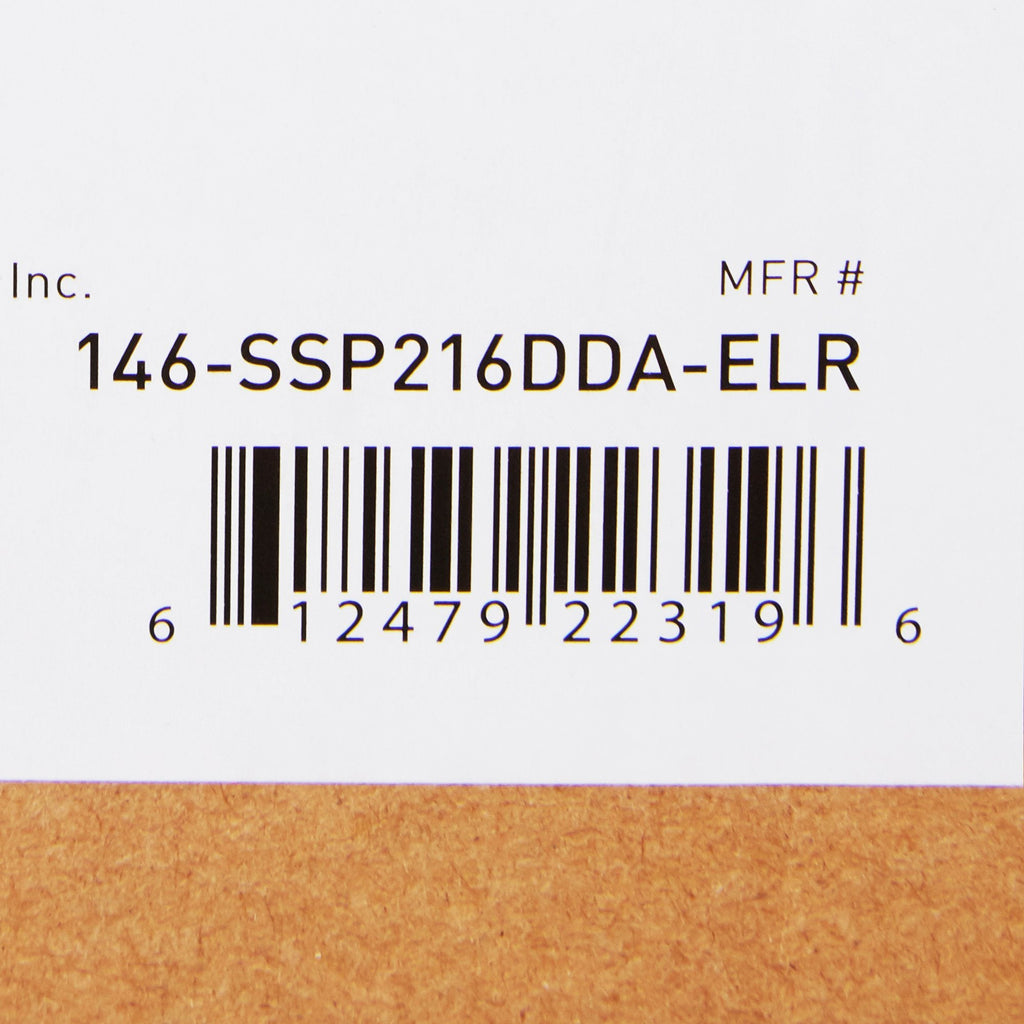 Inc. MFR #
146-SSP216DDA-ELR
6 12479 22319 6